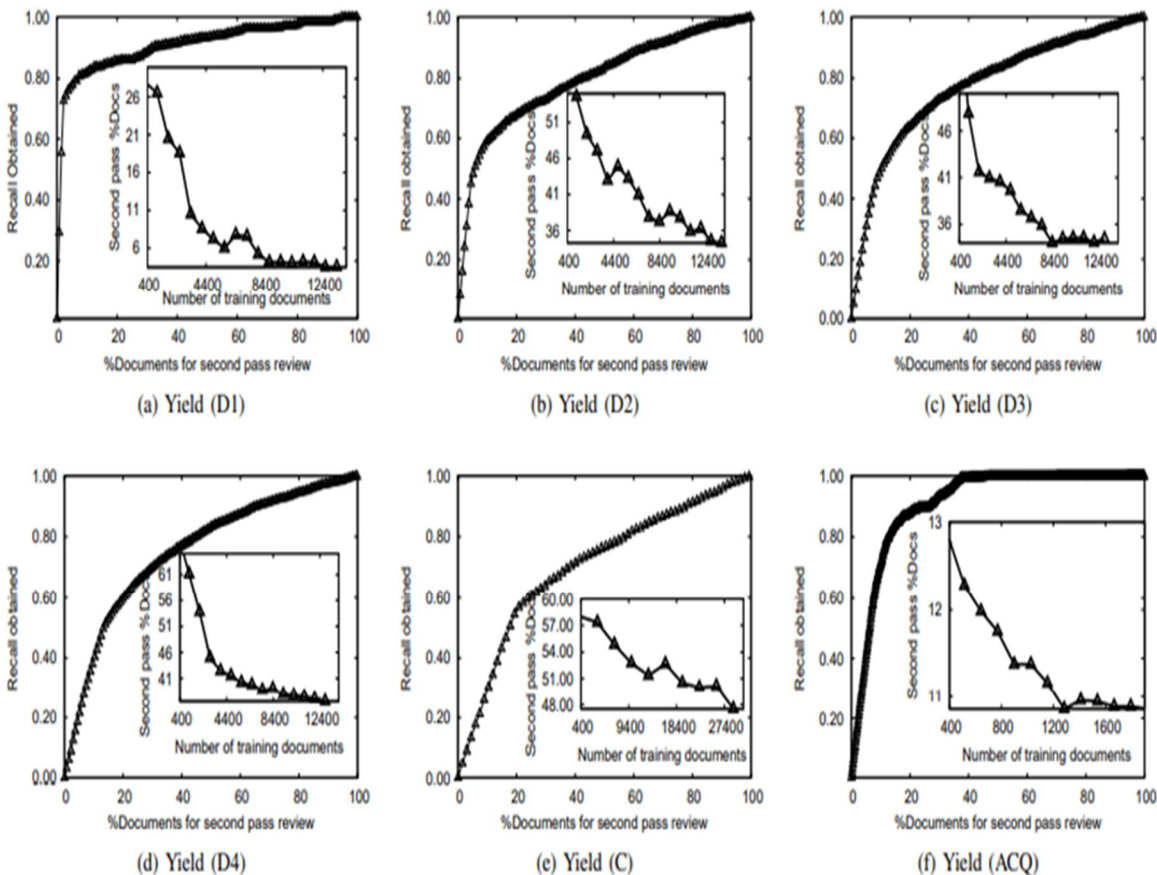 1.00
0.80
0.60
0.40
0.20
Recall Obtained
26
21
16
11
6
Second pass %Docs
400 4400 8400 12400
Number of training documents
0 20 40 60 80 100
%Documents for second pass review
(a) Yield (D1)
1.00
0.80
0.60
0.40
0.20
Recall obtained
51
46
41
36
Second pass %Docs
400 4400 8400 12400
Number of training documents
0 20 40 60 80 100
%Documents for second pass review
(b) Yield (D2)
1.00
0.80
0.60
0.40
0.20
0.00
Recall obtained
46
41
36
Second pass %Docs
400 4400 8400 12400
Number of training documents
0 20 40 60 80 100
%Documents for second pass review
(c) Yield (D3)
1.00
0.80
0.60
0.40
0.20
0.00
Recall obtained
61
56
51
46
41
Second pass %Docs
400 4400 8400 12400
Number of training documents
0 20 40 60 80 100
%Documents for second pass review
(d) Yield (D4)
1.00
0.80
0.60
0.40
0.20
0.00
Recall obtained
60.00
57.00
54.00
51.00
48.00
Second pass %Docs
400 9400 18400 27400
Number of training documents
0 20 40 60 80 100
%Documents for second pass review
(e) Yield (C)
1.00
0.80
0.60
0.40
0.20
Recall obtained
13
12
11
Second pass %Docs
400 800 1200 1600
Number of training documents
0 20 40 60 80 100
%Documents for second pass review
(f) Yield (ACQ)